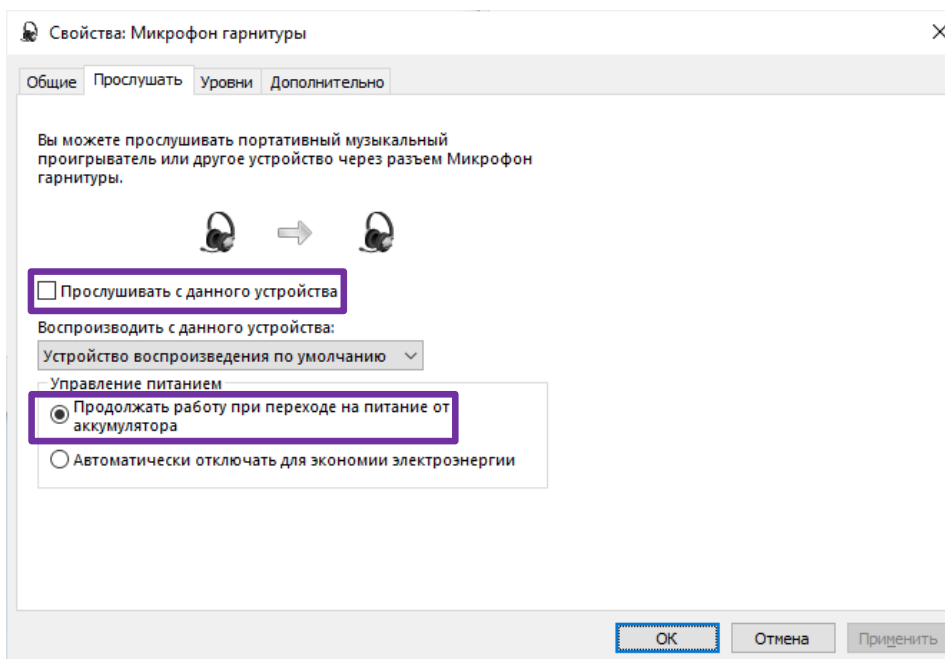 Свойства: Микрофон гарнитуры
Общие Прослушать Уровни Дополнительно
Вы можете прослушивать портативный музыкальный
проигрыватель или другое устройство через разъем Микрофон
гарнитуры.
Прослушивать с данного устройства
Воспроизводить с данного устройства:
Устройство воспроизведения по умолчанию
Управление питанием
Продолжать работу при переходе на питание от
аккумулятора
Автоматически отключать для экономии электроэнергии
ОК Отмена Применить